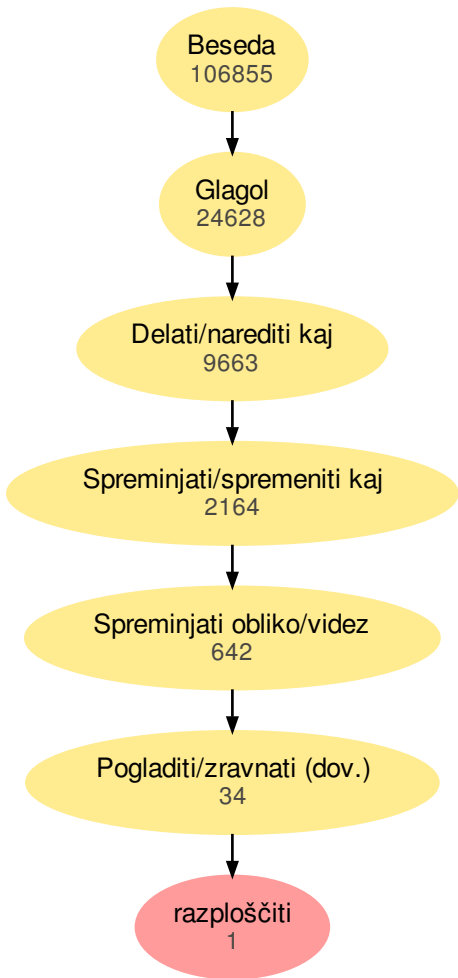 Beseda
106855
Glagol
24628
Delati/narediti kaj
9663
Spreminjati/spremeniti kaj
2164
Spreminjati obliko/videz
642
Pogladiti/zravnati (dov.)
34
razploščiti
1